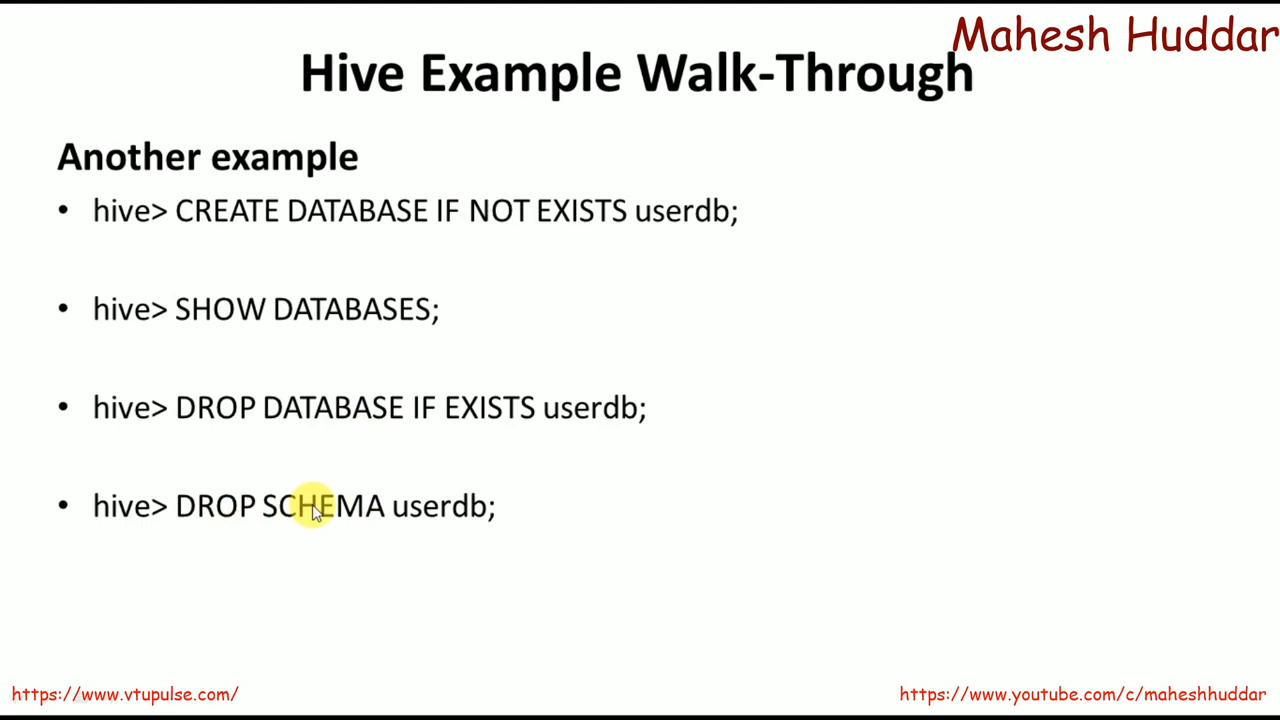 Mahesh Huddar
Hive Example Walk-Through
Another example
• hive> CREATE DATABASE IF NOT EXISTS userdb;
• hive> SHOW DATABASES;
• hive> DROP DATABASE IF EXISTS userdb;
• hive> DROP SCHEMA userdb;
https://www.vtupulse.com/
https://www.youtube.com/c/maheshhuddar